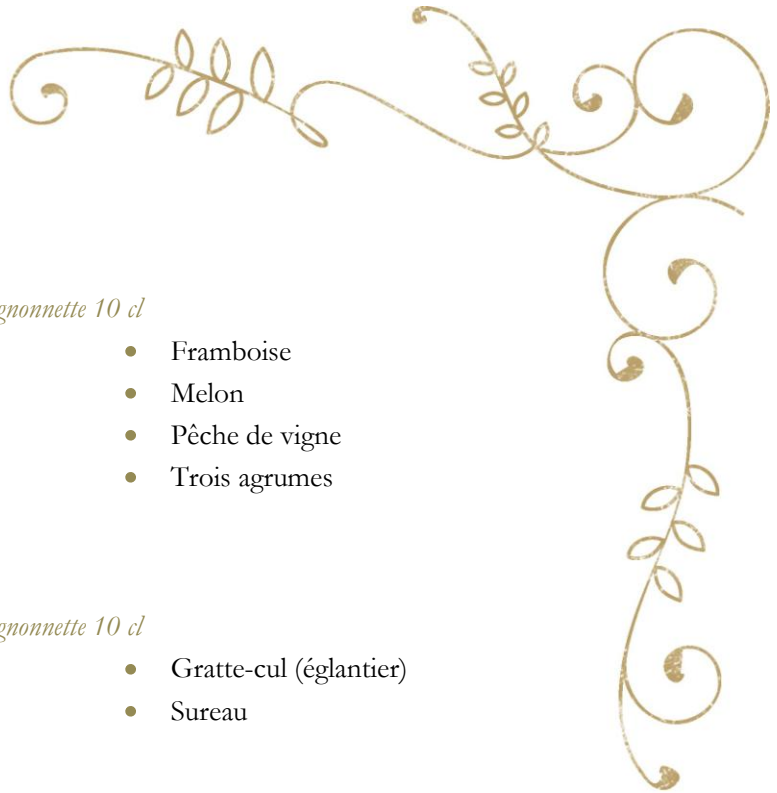 gnonnette 10 cl
Framboise
Melon
Pêche de vigne
Trois agrumes
gnonnette 10 cl
Gratte-cul (églantier)
Sureau